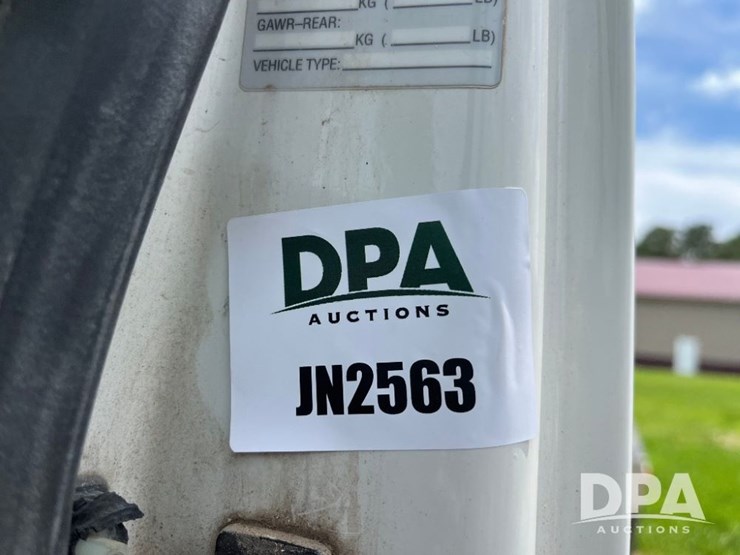 KG ( LB)
GAWR–REAR:
KG ( LB)
VEHICLE TYPE:
DPA
AUCTIONS
JN2563
DPA
AUCTIONS